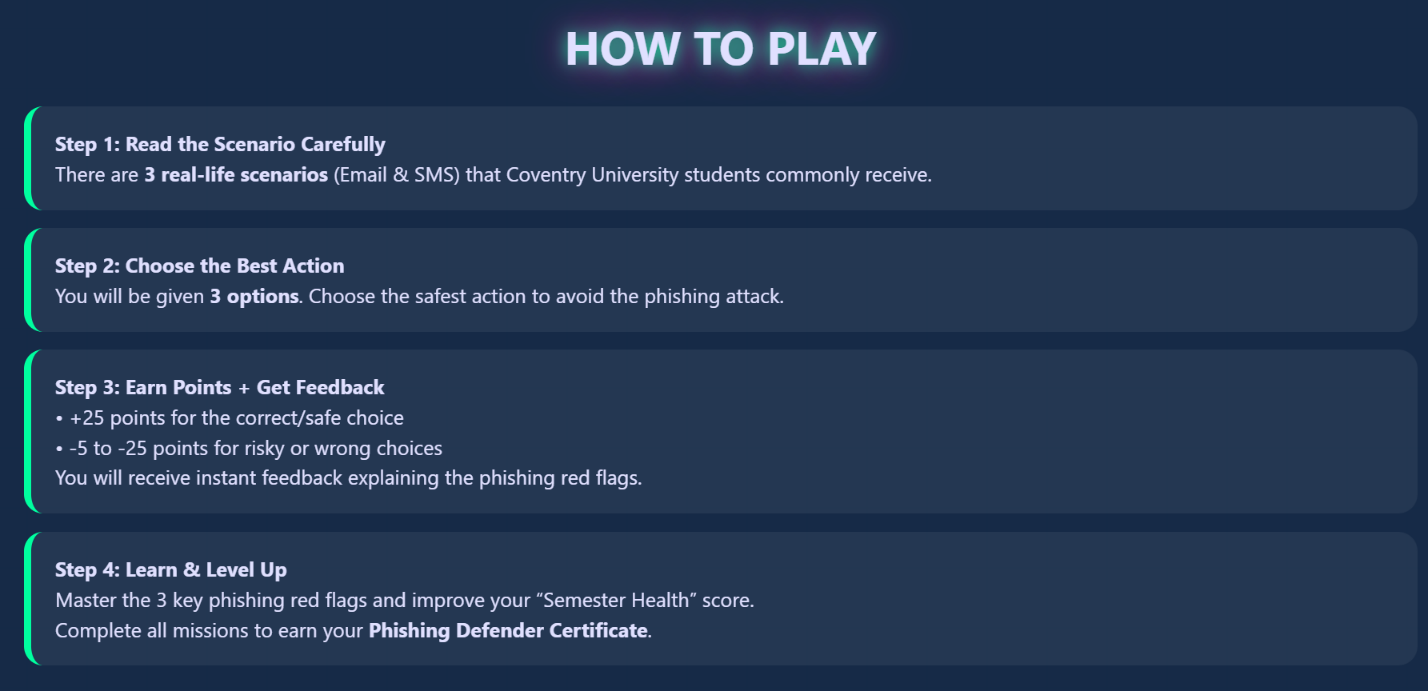 HOW TO PLAY
Step 1: Read the Scenario Carefully
There are 3 real-life scenarios (Email & SMS) that Coventry University students commonly receive.
Step 2: Choose the Best Action
You will be given 3 options. Choose the safest action to avoid the phishing attack.
Step 3: Earn Points + Get Feedback
• +25 points for the correct/safe choice
• -5 to -25 points for risky or wrong choices
You will receive instant feedback explaining the phishing red flags.
Step 4: Learn & Level Up
Master the 3 key phishing red flags and improve your “Semester Health” score.
Complete all missions to earn your Phishing Defender Certificate.